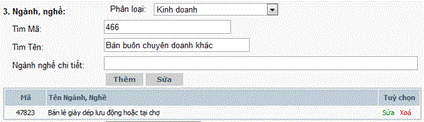 3. Ngành, nghề: Phân loại: Kinh doanh
Tìm Mã: 466
Tìm Tên: Bán buôn chuyên doanh khác
Ngành nghề chi tiết:
Thêm Sửa
Mã Tên Ngành, Nghề Tuỳ chọn
47823 Bán lẻ giày dép lưu động hoặc tại chợ Sửa Xoá